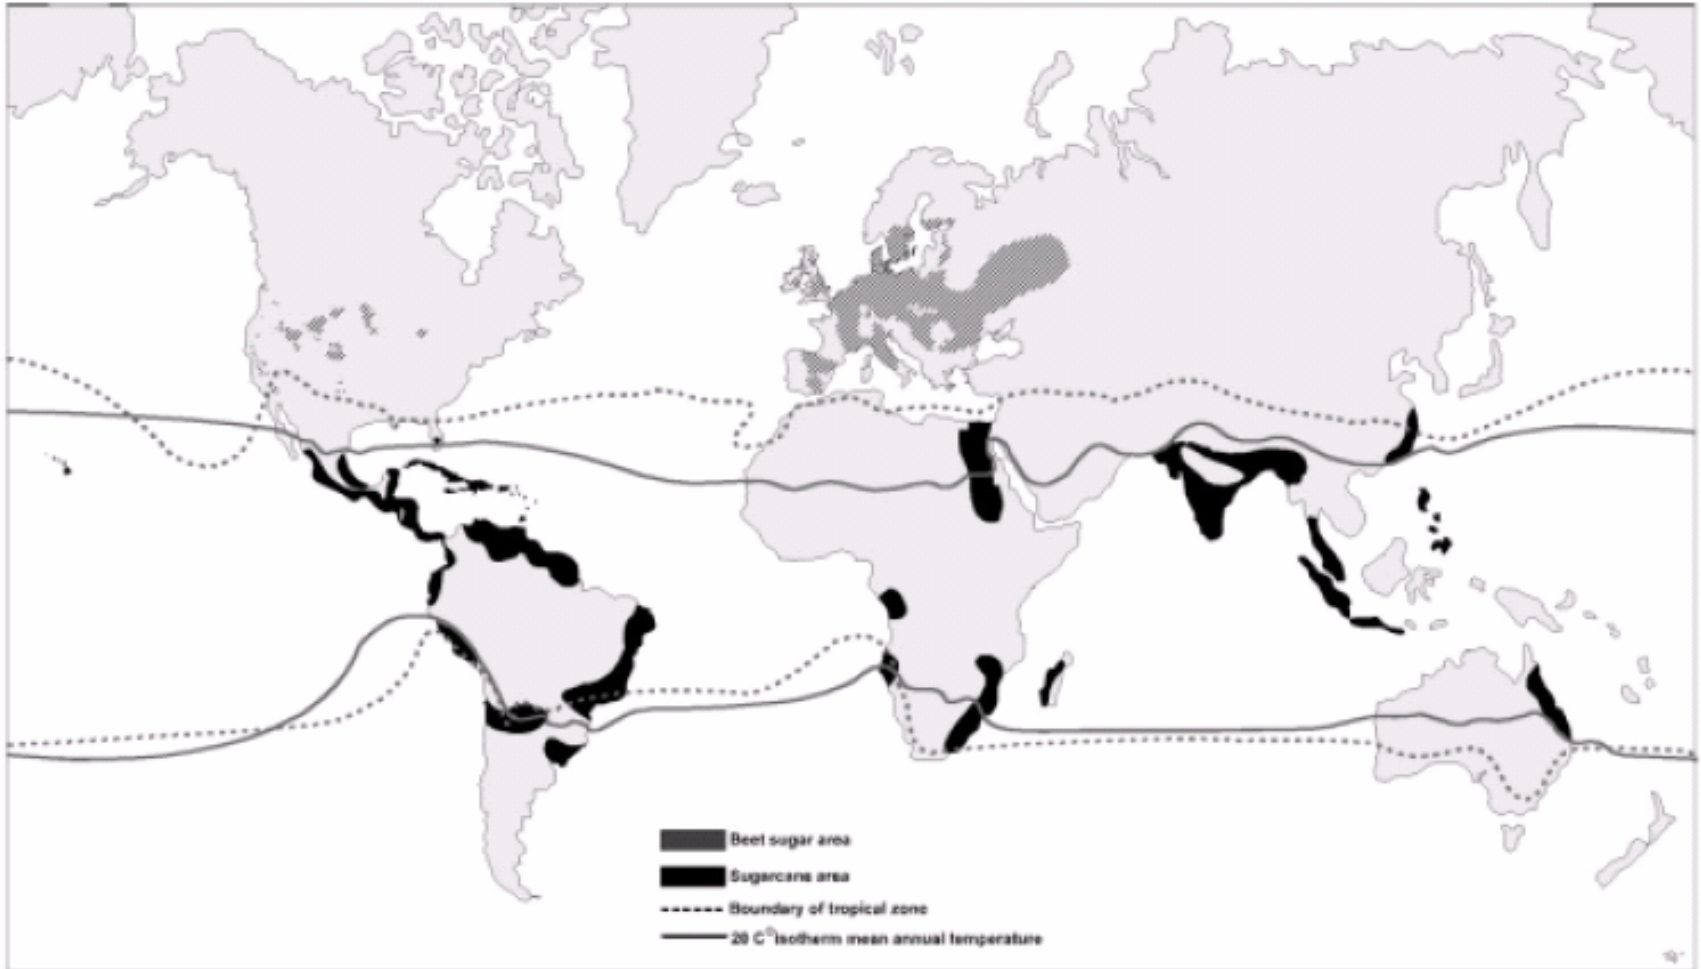 Beet sugar area
Sugarcane area
Boundary of tropical zone
20 C° isotherm mean annual temperature